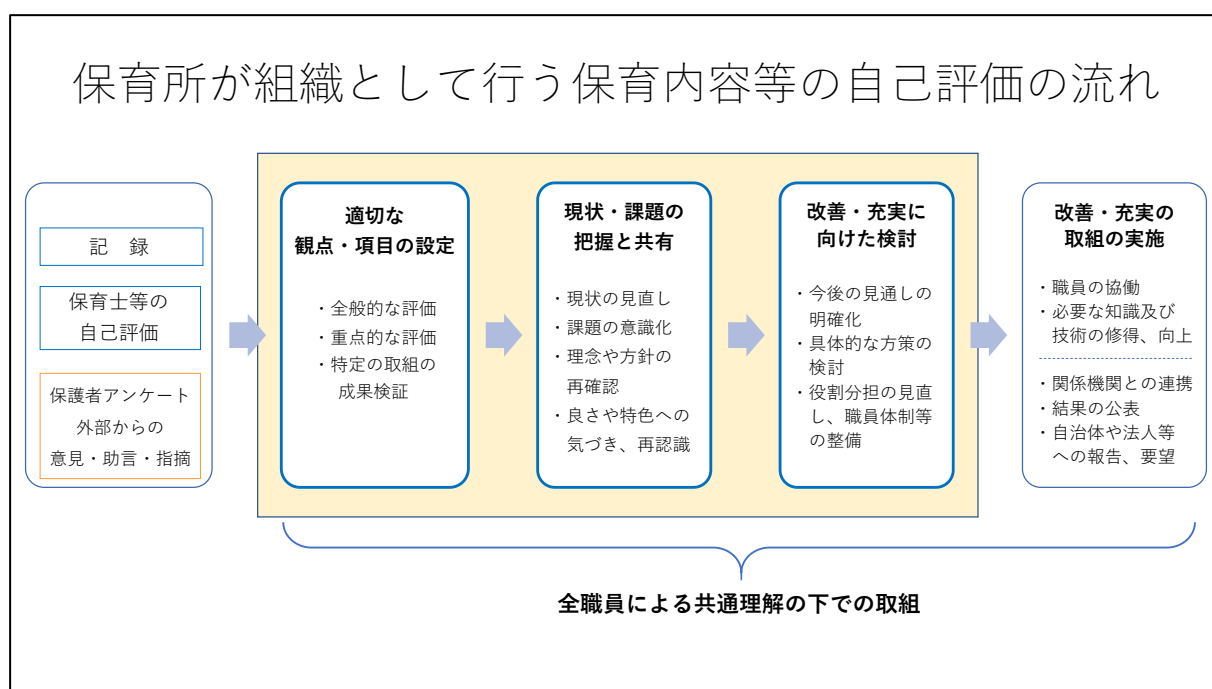 保育所が組織として行う保育内容等の自己評価の流れ
記　録
保育士等の
自己評価
保護者アンケート
外部からの
意見・助言・指摘
適切な
観点・項目の設定
・全般的な評価
・重点的な評価
・特定の取組の
成果検証
現状・課題の
把握と共有
・現状の見直し
・課題の意識化
・理念や方針の
再確認
・良さや特色への
気づき、再認識
改善・充実に
向けた検討
・今後の見通しの
明確化
・具体的な方策の
検討
・役割分担の見直
し、職員体制等
の整備
改善・充実の
取組の実施
・職員の協働
・必要な知識及び
技術の修得、向上
・関係機関との連携
・結果の公表
・自治体や法人等
への報告、要望
全職員による共通理解の下での取組